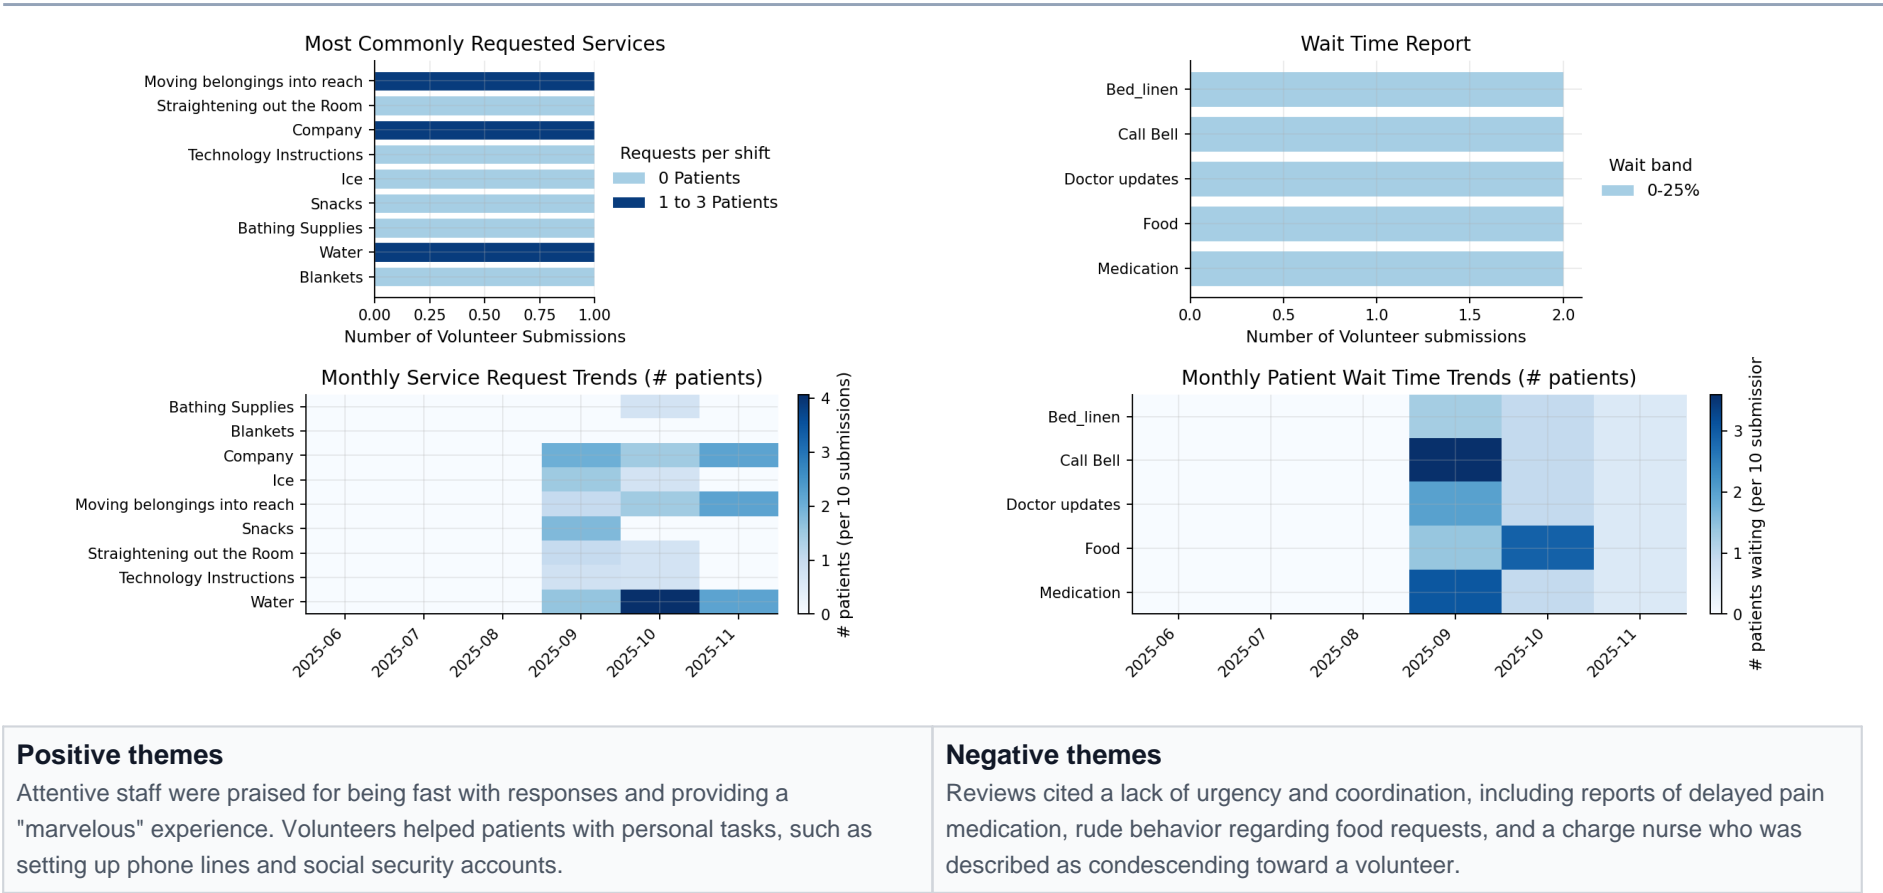 Most Commonly Requested Services
Moving belongings into reach
Straightening out the Room
Company
Technology Instructions
Ice
Snacks
Bathing Supplies
Water
Blankets
0.00 0.25 0.50 0.75 1.00
Number of Volunteer Submissions
Requests per shift
0 Patients
1 to 3 Patients
Wait Time Report
Bed_linen
Call Bell
Doctor updates
Food
Medication
0.0 0.5 1.0 1.5 2.0
Number of Volunteer submissions
Wait band
0-25%
Monthly Service Request Trends (# patients)
Bathing Supplies
Blankets
Company
Ice
Moving belongings into reach
Snacks
Straightening out the Room
Technology Instructions
Water
2025-06 2025-07 2025-08 2025-09 2025-10 2025-11
4
3
2
1
0
# patients (per 10 submissions)
Monthly Patient Wait Time Trends (# patients)
Bed_linen
Call Bell
Doctor updates
Food
Medication
2025-06 2025-07 2025-08 2025-09 2025-10 2025-11
3
2
1
0
# patients waiting (per 10 submission
Positive themes
Attentive staff were praised for being fast with responses and providing a
"marvelous" experience. Volunteers helped patients with personal tasks, such as
setting up phone lines and social security accounts.
Negative themes
Reviews cited a lack of urgency and coordination, including reports of delayed pain
medication, rude behavior regarding food requests, and a charge nurse who was
described as condescending toward a volunteer.